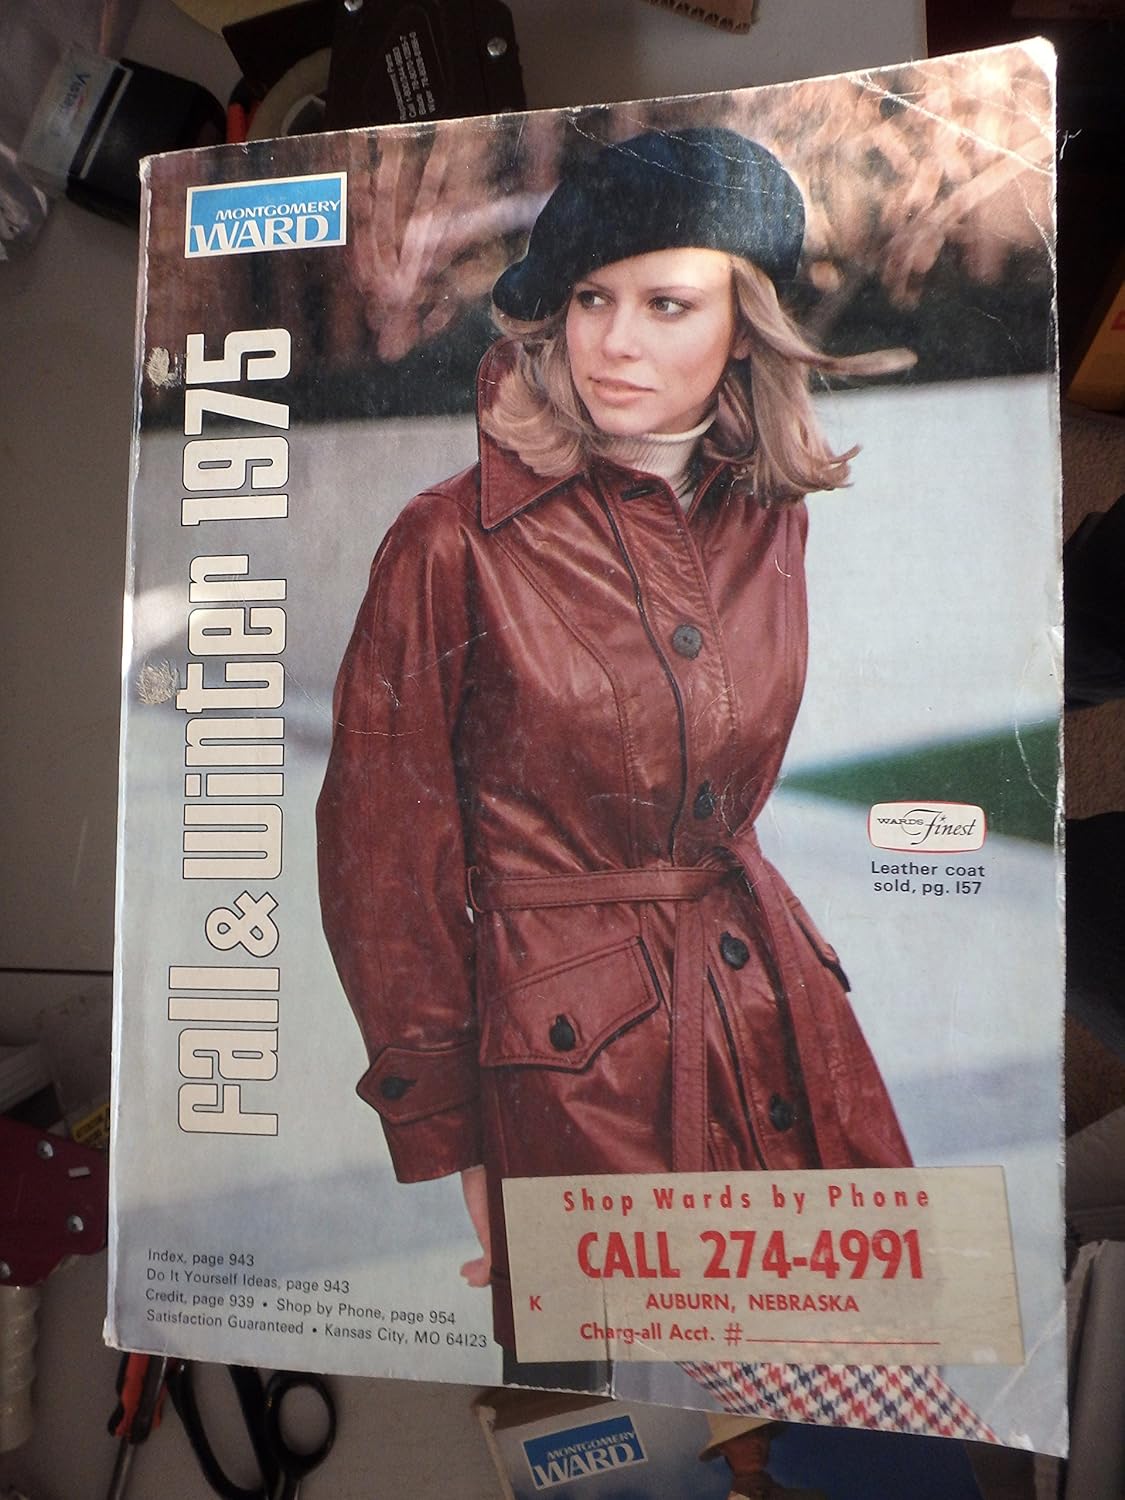 MONTGOMERY
WARD
Fall & Winter 1975
WARDS
Finest
Leather coat
sold, pg. 157
Index, page 943
Do It Yourself Ideas, page 943
Credit, page 939 • Shop by Phone, page 954
Satisfaction Guaranteed • Kansas City, MO 64123
Shop Wards by Phone
CALL 274-4991
K AUBURN, NEBRASKA
Charg-all Acct. #
MONTGOMERY
WARD
Vista